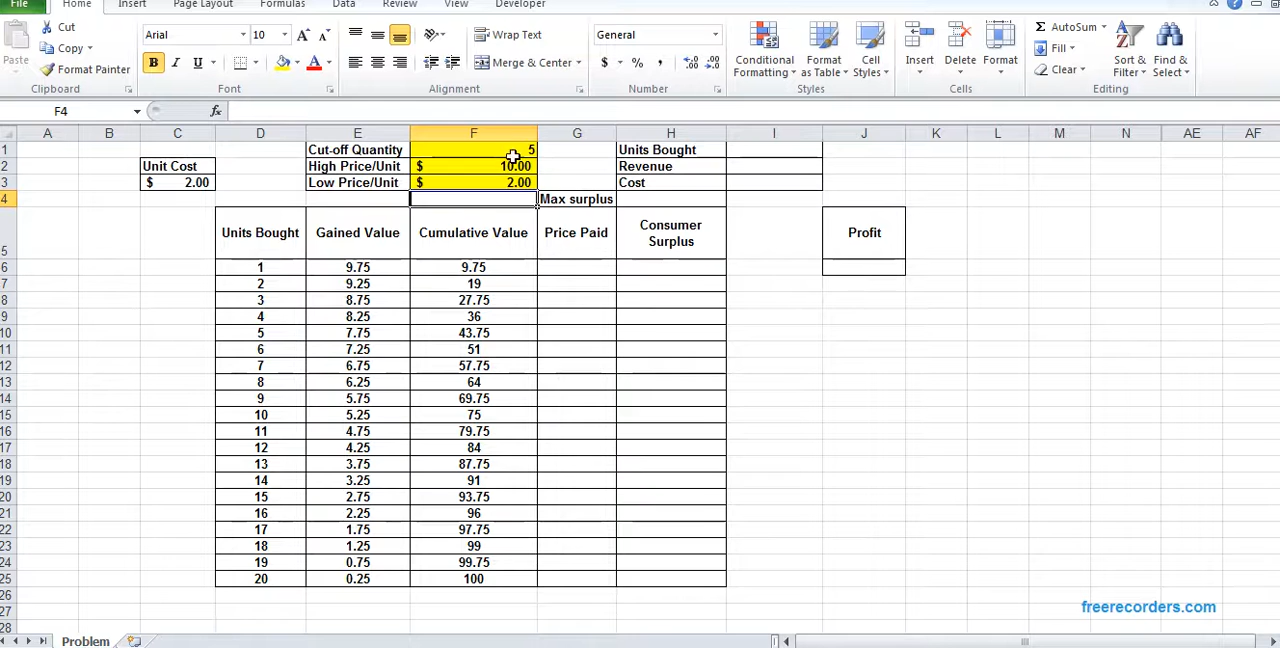 File Home Insert Page Layout Formulas Data Review View Developer
Cut Arial 10 Wrap Text General AutoSum
Copy Fill
Paste Format Painter Merge & Center $ % , Conditional Formatting Format as Table Cell Styles Insert Delete Format Clear Sort & Filter Find & Select
Clipboard Font Alignment Number Styles Cells Editing
F4 fx
A B C D E F G H I J K L M N AE AF
1 Cut-off Quantity 5 Units Bought
2 Unit Cost High Price/Unit $ 10.00 Revenue
3 $ 2.00 Low Price/Unit $ 2.00 Cost
4 Max surplus
5 Units Bought Gained Value Cumulative Value Price Paid Consumer Surplus Profit
6 1 9.75 9.75
7 2 9.25 19
8 3 8.75 27.75
9 4 8.25 36
10 5 7.75 43.75
11 6 7.25 51
12 7 6.75 57.75
13 8 6.25 64
14 9 5.75 69.75
15 10 5.25 75
16 11 4.75 79.75
17 12 4.25 84
18 13 3.75 87.75
19 14 3.25 91
20 15 2.75 93.75
21 16 2.25 96
22 17 1.75 97.75
23 18 1.25 99
24 19 0.75 99.75
25 20 0.25 100
26
27
28
freerecorders.com
Problem